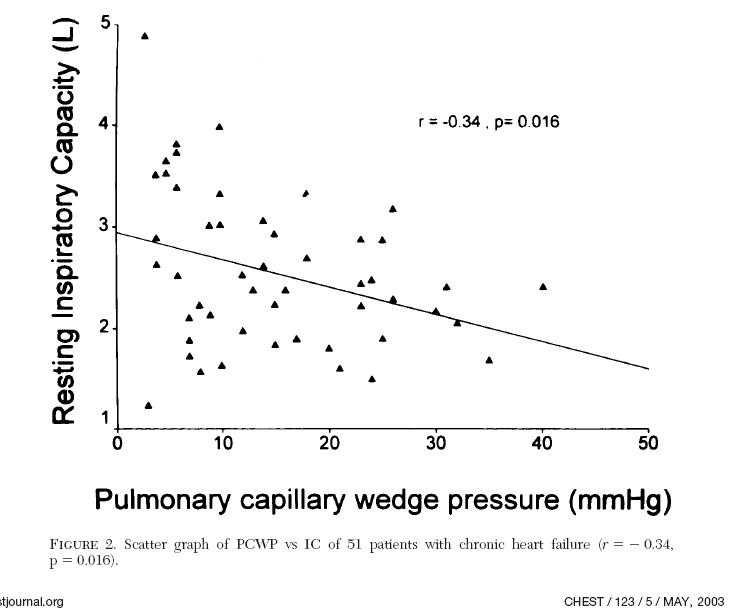 Resting Inspiratory Capacity (L)
5
4
3
2
1
r = -0.34 , p= 0.016
0 10 20 30 40 50
Pulmonary capillary wedge pressure (mmHg)
FIGURE 2. Scatter graph of PCWP vs IC of 51 patients with chronic heart failure (r = − 0.34,
p = 0.016).
stjournal.org
CHEST / 123 / 5 / MAY, 2003